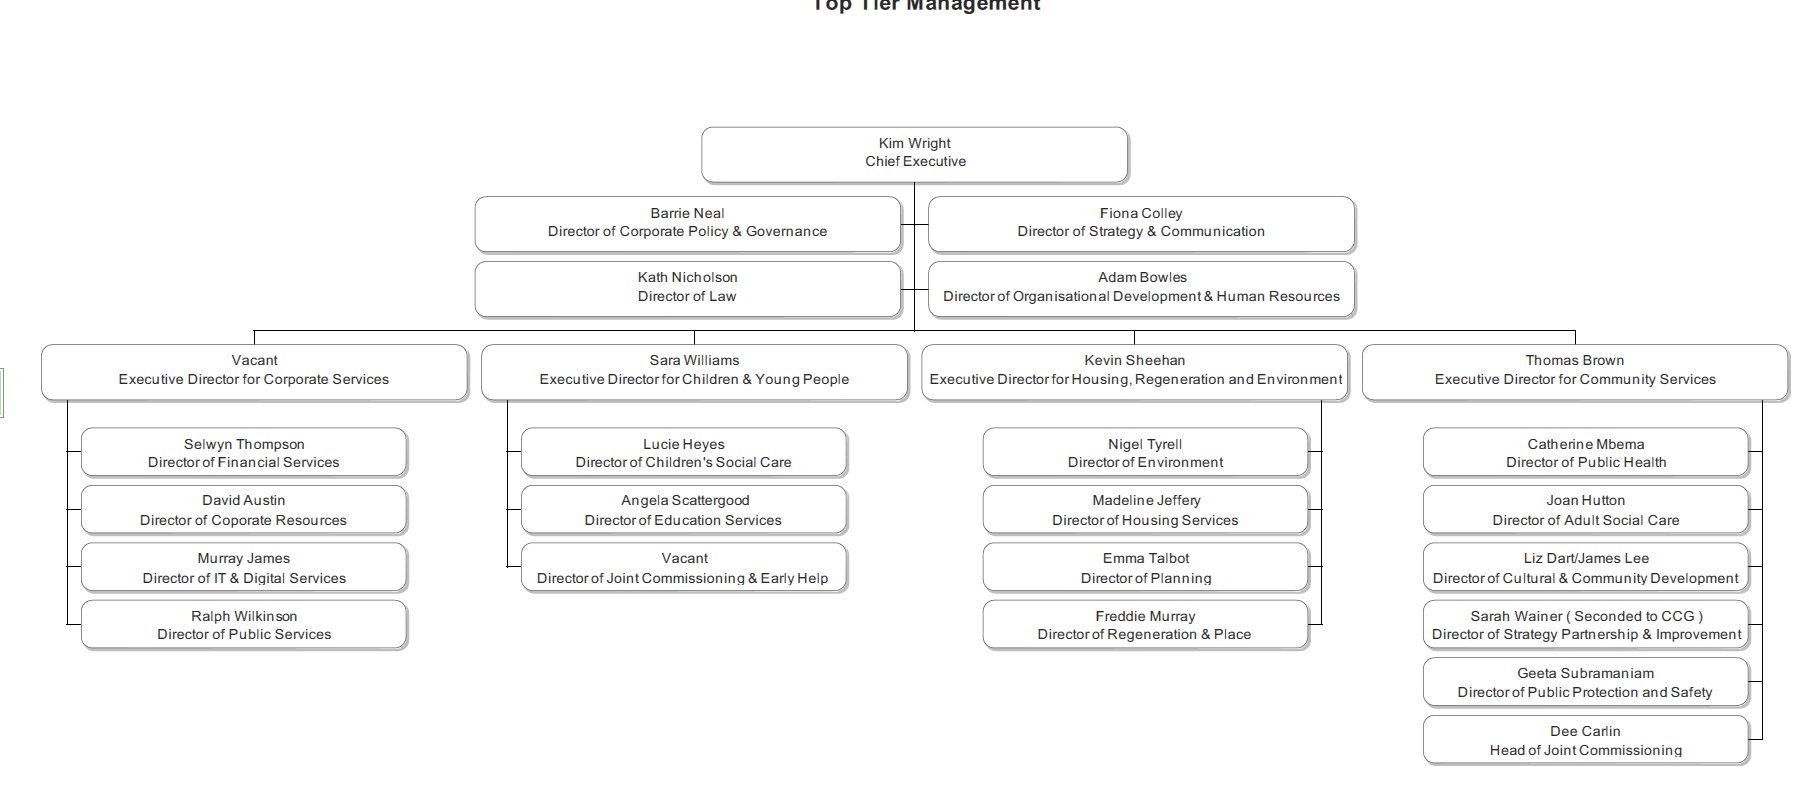 Top Tier Management
Kim Wright
Chief Executive
Barrie Neal
Director of Corporate Policy & Governance
Fiona Colley
Director of Strategy & Communication
Kath Nicholson
Director of Law
Adam Bowles
Director of Organisational Development & Human Resources
Vacant
Executive Director for Corporate Services
Sara Williams
Executive Director for Children & Young People
Kevin Sheehan
Executive Director for Housing, Regeneration and Environment
Thomas Brown
Executive Director for Community Services
Selwyn Thompson
Director of Financial Services
David Austin
Director of Coporate Resources
Murray James
Director of IT & Digital Services
Ralph Wilkinson
Director of Public Services
Lucie Heyes
Director of Children's Social Care
Angela Scattergood
Director of Education Services
Vacant
Director of Joint Commissioning & Early Help
Nigel Tyrell
Director of Environment
Madeline Jeffery
Director of Housing Services
Emma Talbot
Director of Planning
Freddie Murray
Director of Regeneration & Place
Catherine Mbema
Director of Public Health
Joan Hutton
Director of Adult Social Care
Liz Dart/James Lee
Director of Cultural & Community Development
Sarah Wainer ( Seconded to CCG )
Director of Strategy Partnership & Improvement
Geeta Subramaniam
Director of Public Protection and Safety
Dee Carlin
Head of Joint Commissioning